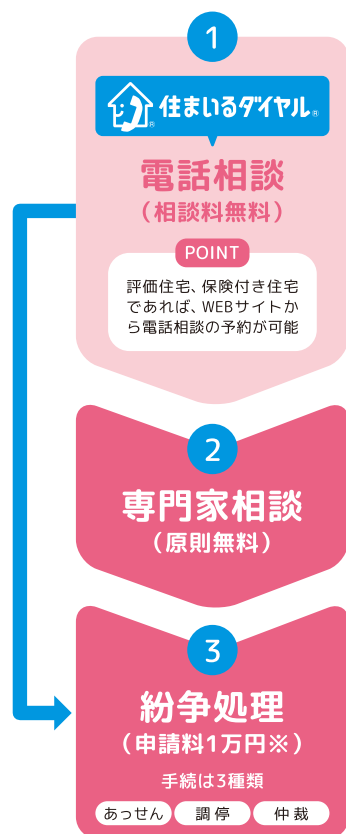 1
住まいるダイヤル®
電話相談
（相談料無料）
POINT
評価住宅、保険付き住宅
であれば、WEBサイトか
ら電話相談の予約が可能
2
専門家相談
（原則無料）
3
紛争処理
（申請料1万円※）
手続は3種類
あっせん 調停 仲裁